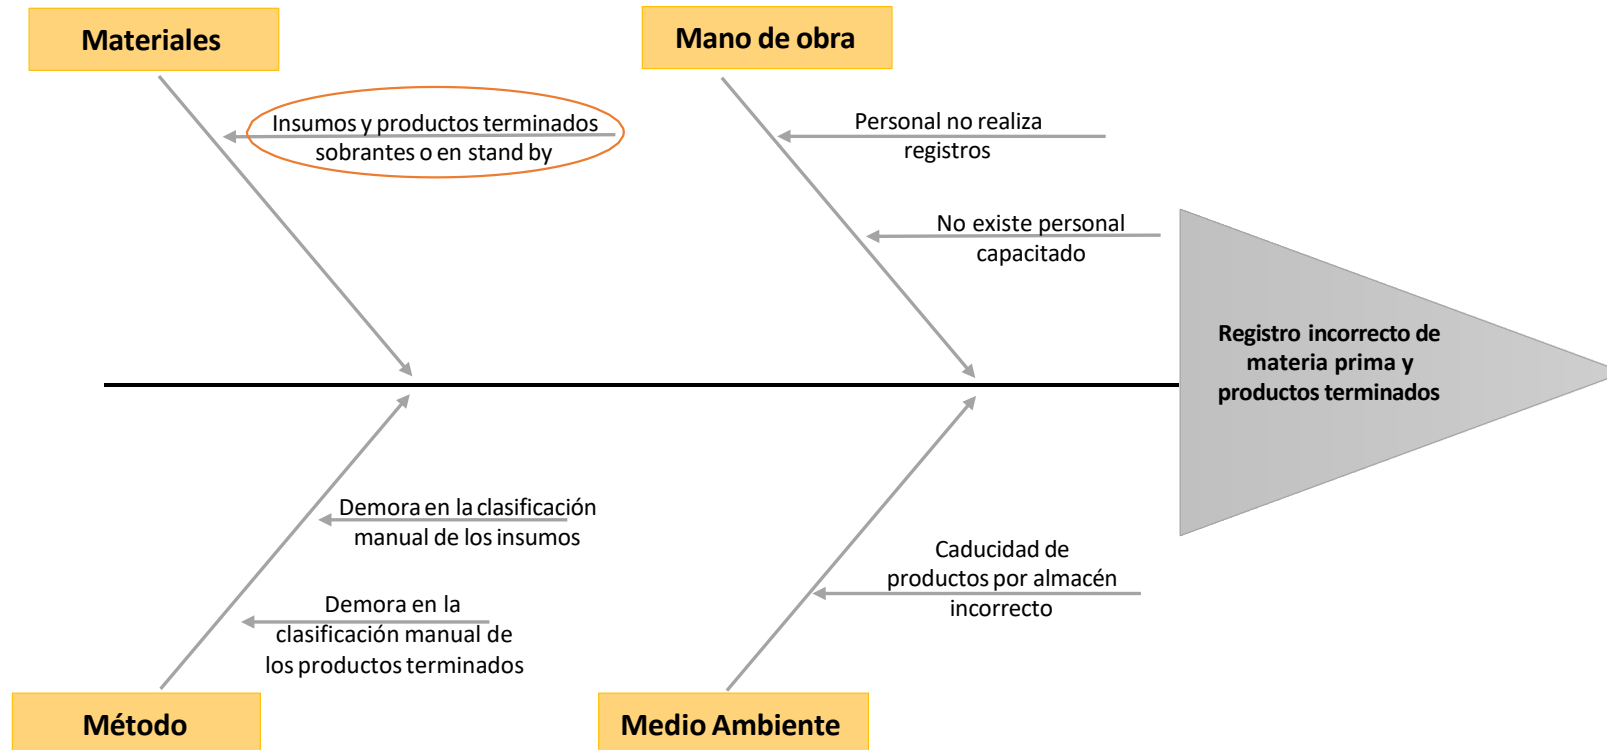 Materiales
Mano de obra
Insumos y productos terminados
sobrantes o en stand by
Personal no realiza
registros
No existe personal
capacitado
Registro incorrecto de
materia prima y
productos terminados
Demora en la clasificación
manual de los insumos
Demora en la
clasificación manual de
los productos terminados
Caducidad de
productos por almacén
incorrecto
Método
Medio Ambiente